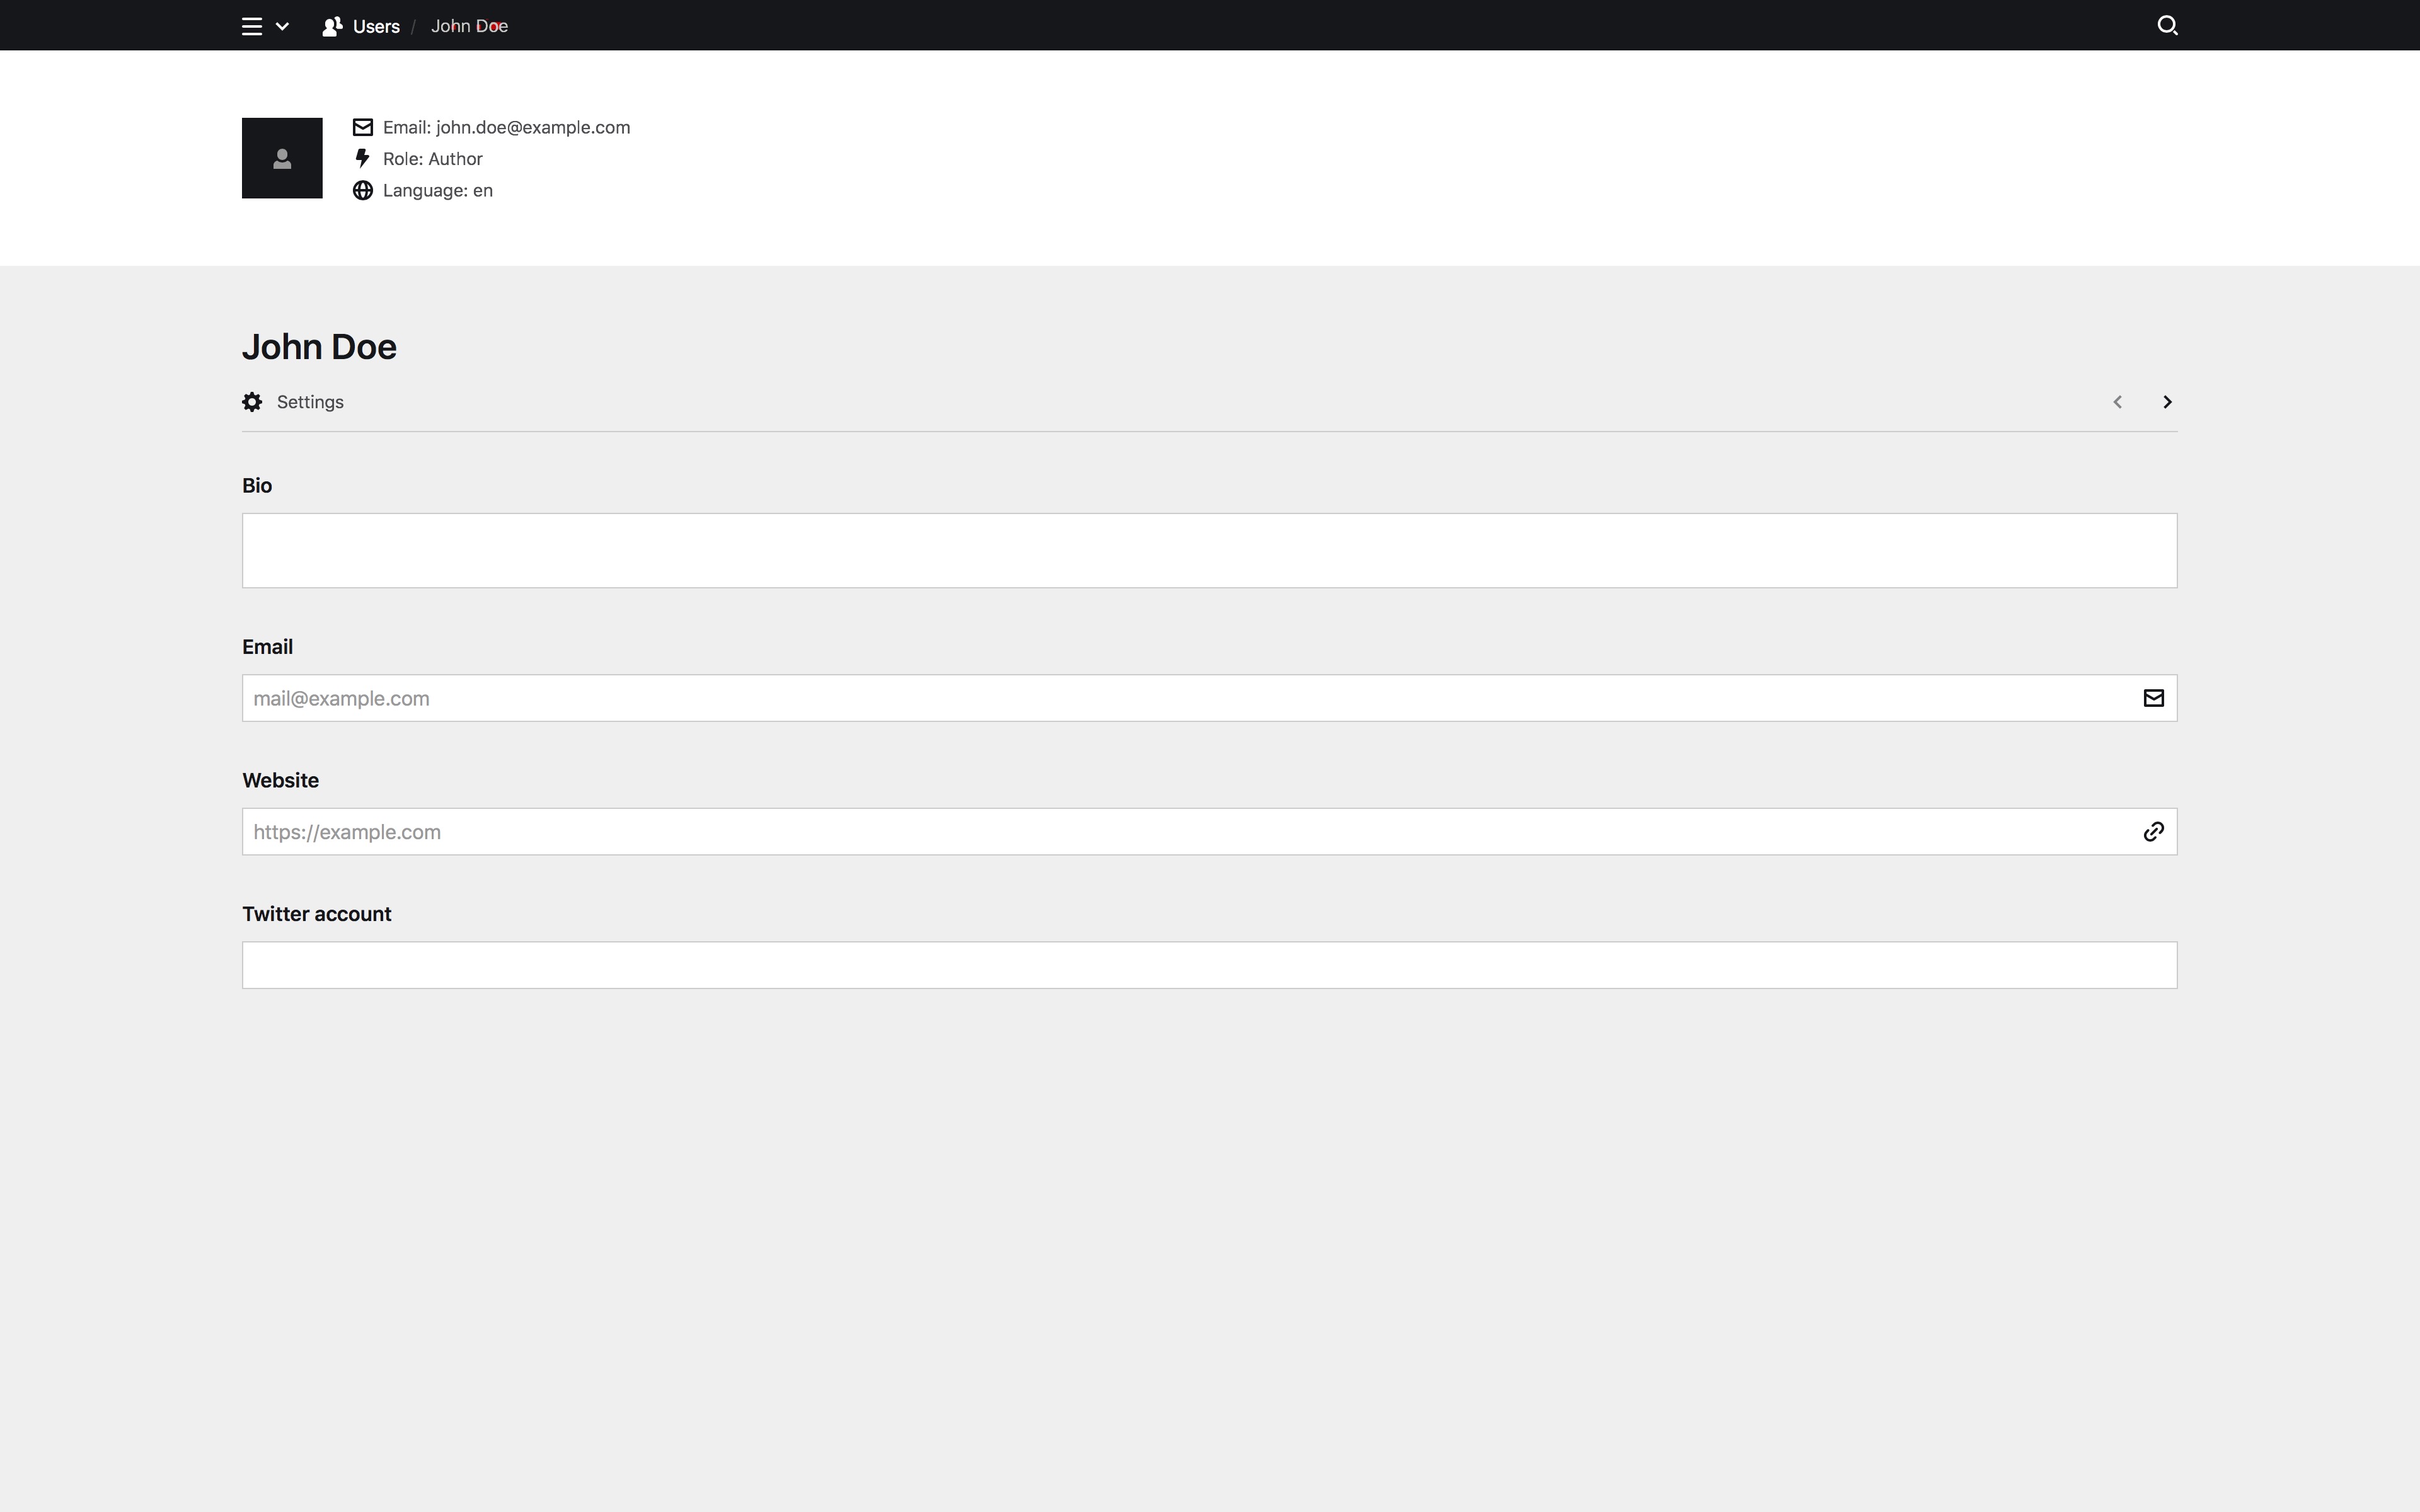 Users / John Doe
Email: john.doe@example.com
Role: Author
Language: en
John Doe
Settings
Bio
Email
mail@example.com
Website
https://example.com
Twitter account